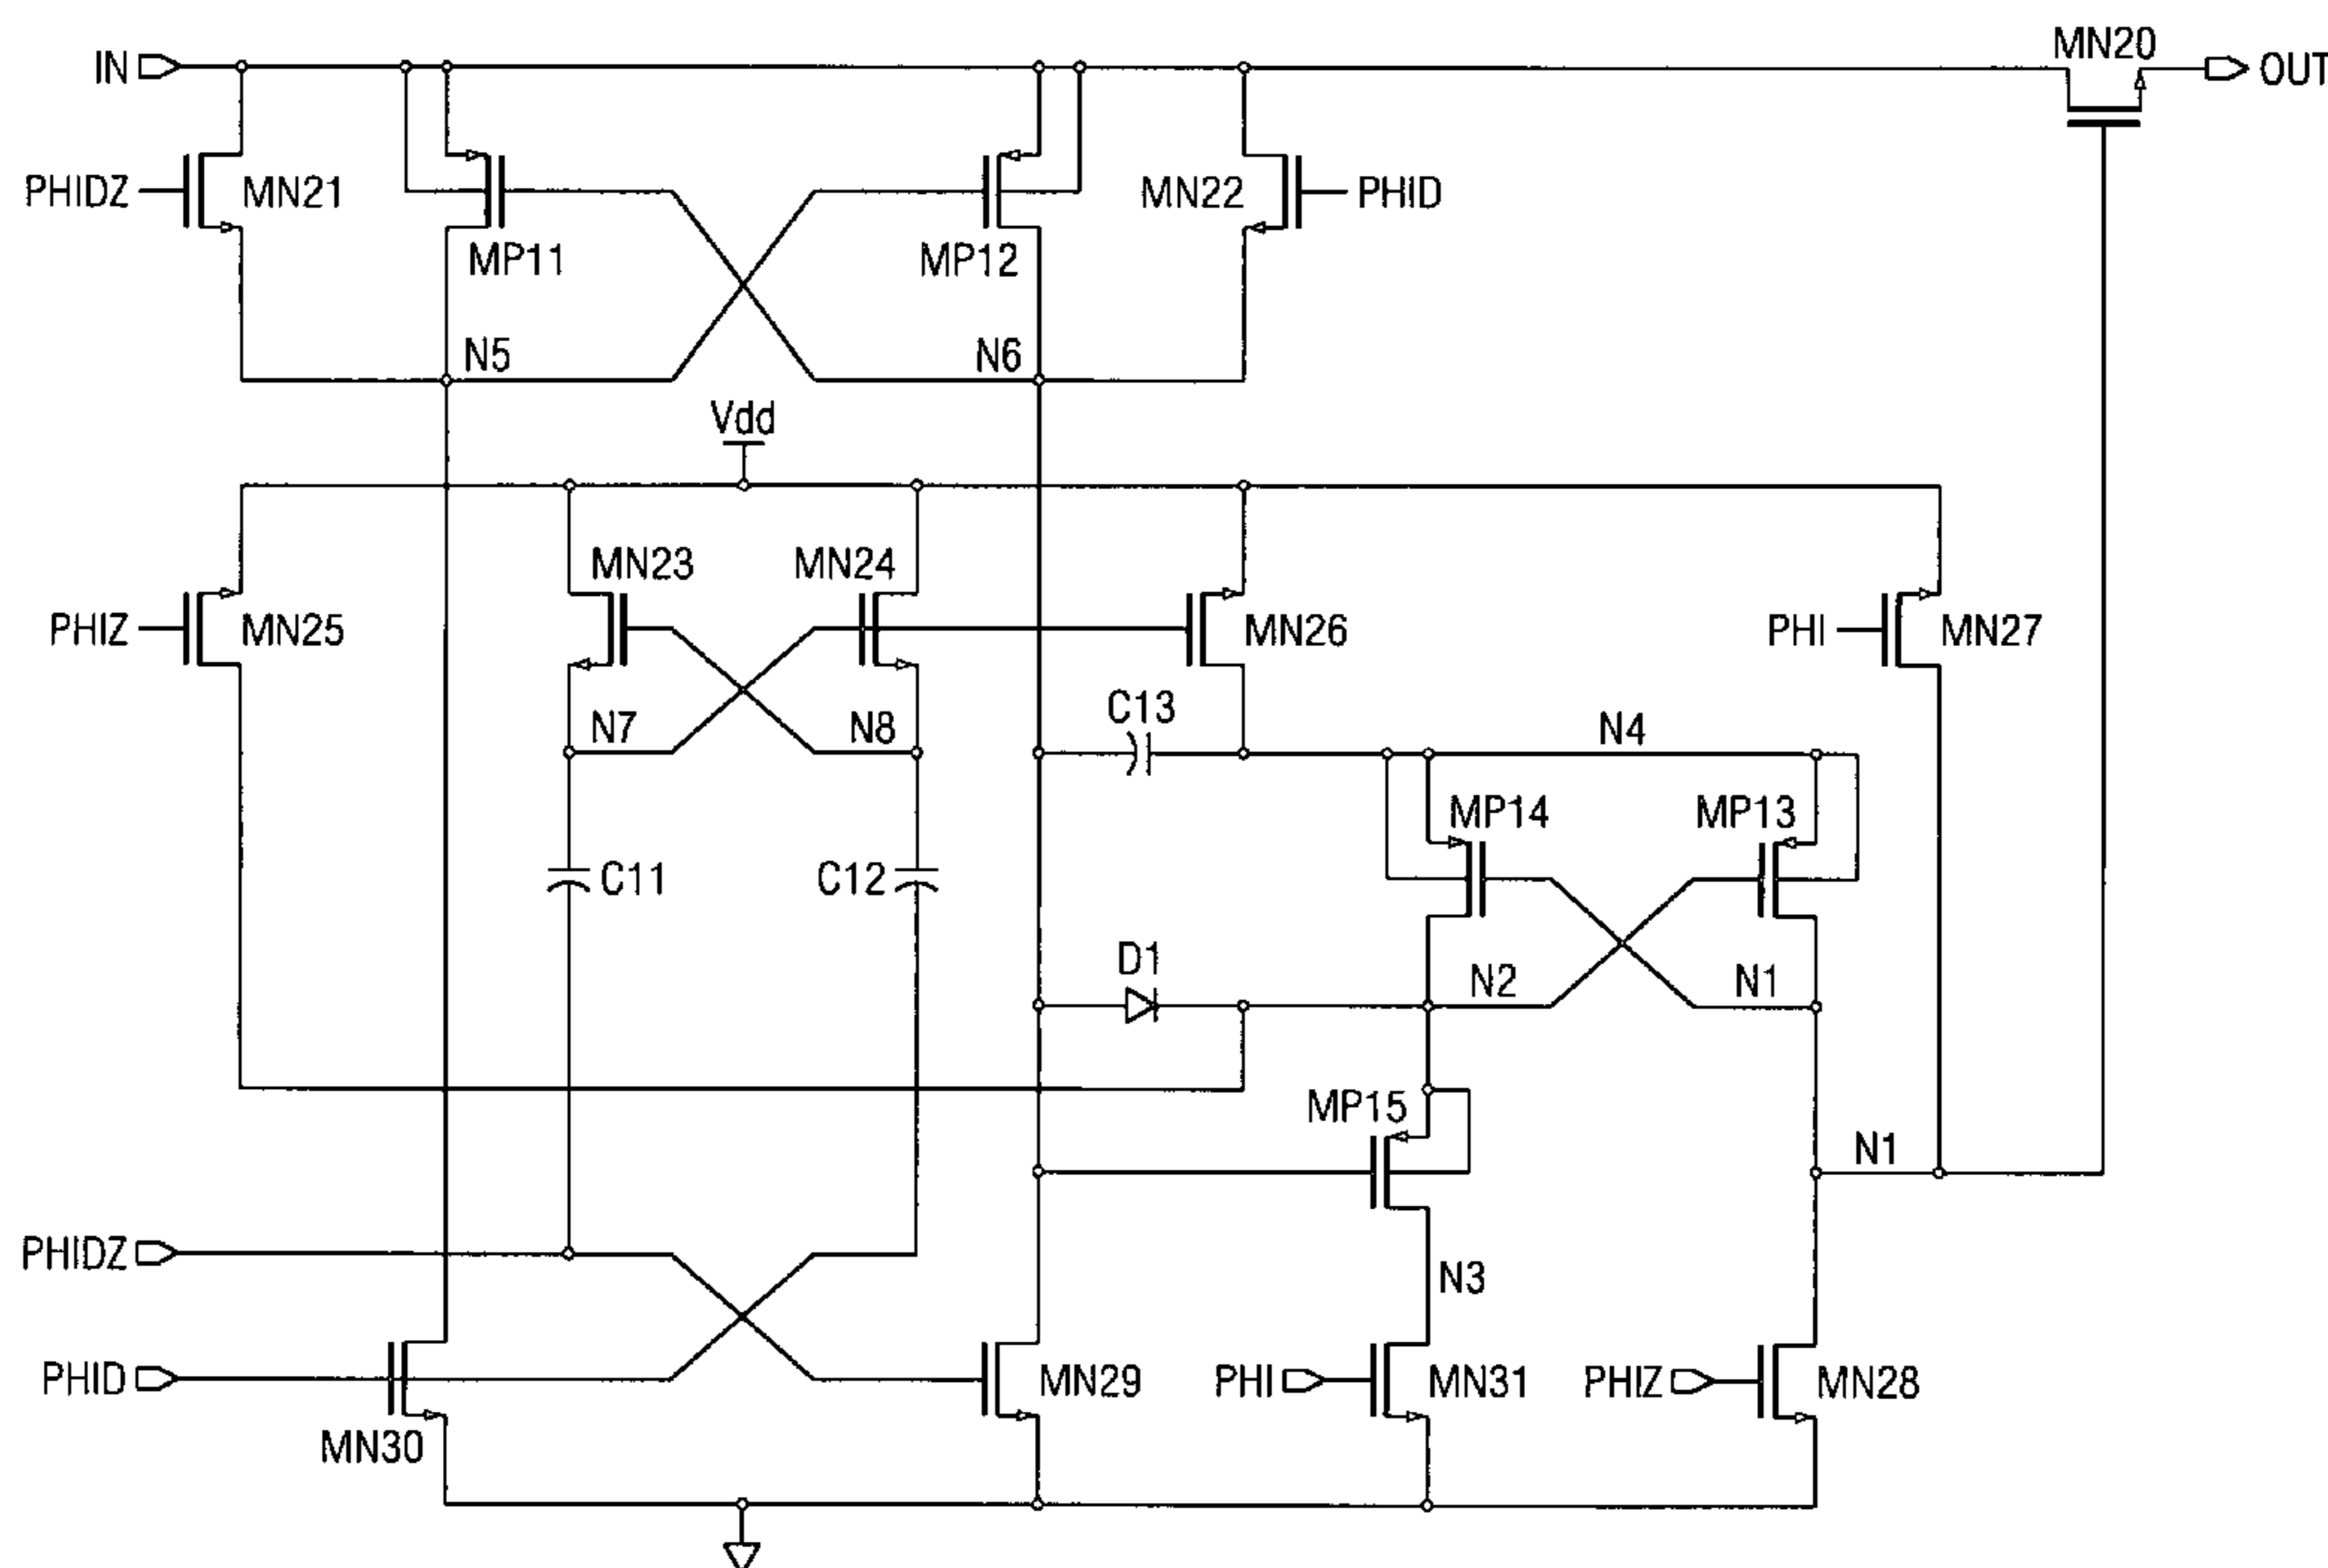 MN20
IN
OUT
PHIDZ
MN21
MN22
PHID
MP11
MP12
N5
N6
Vdd
MN23
MN24
PHIZ
MN25
MN26
PHI
MN27
C13
N7
N8
N4
MP14
MP13
C11
C12
D1
N2
N1
MP15
N1
PHIDZ
N3
PHID
MN29
PHI
MN31
PHIZ
MN28
MN30